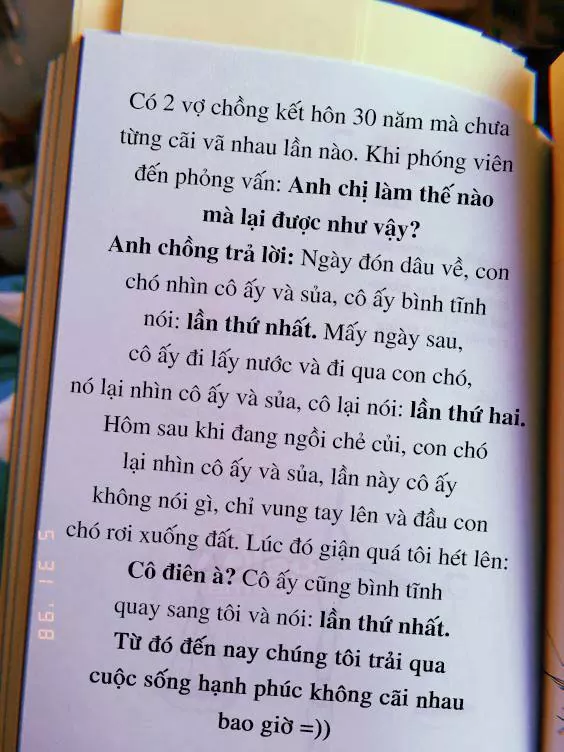 Có 2 vợ chồng kết hôn 30 năm mà chưa
từng cãi vã nhau lần nào. Khi phóng viên
đến phỏng vấn: Anh chị làm thế nào
mà lại được như vậy?
Anh chồng trả lời: Ngày đón dâu về, con
chó nhìn cô ấy và sủa, cô ấy bình tĩnh
nói: lần thứ nhất. Mấy ngày sau,
cô ấy đi lấy nước và đi qua con chó,
nó lại nhìn cô ấy và sủa, cô lại nói: lần thứ hai.
Hôm sau khi đang ngồi chẻ củi, con chó
lại nhìn cô ấy và sủa, lần này cô ấy
không nói gì, chỉ vung tay lên và đầu con
chó rơi xuống đất. Lúc đó giận quá tôi hét lên:
Cô điên à? Cô ấy cũng bình tĩnh
quay sang tôi và nói: lần thứ nhất.
Từ đó đến nay chúng tôi trải qua
cuộc sống hạnh phúc không cãi nhau
bao giờ =))
5 31 '98